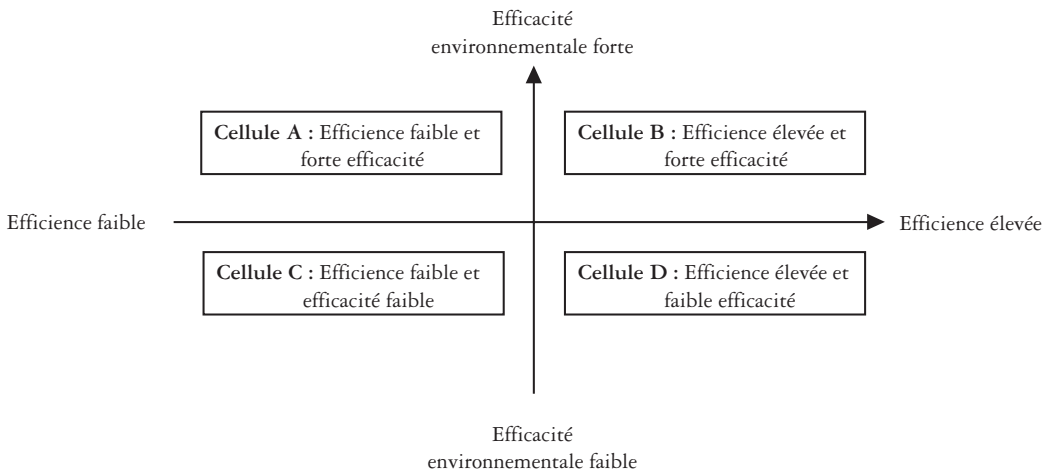 Efficacité
environnementale forte
Cellule A : Efficience faible et
forte efficacité
Cellule B : Efficience élevée et
forte efficacité
Efficience faible
Efficience élevée
Cellule C : Efficience faible et
efficacité faible
Cellule D : Efficience élevée et
faible efficacité
Efficacité
environnementale faible